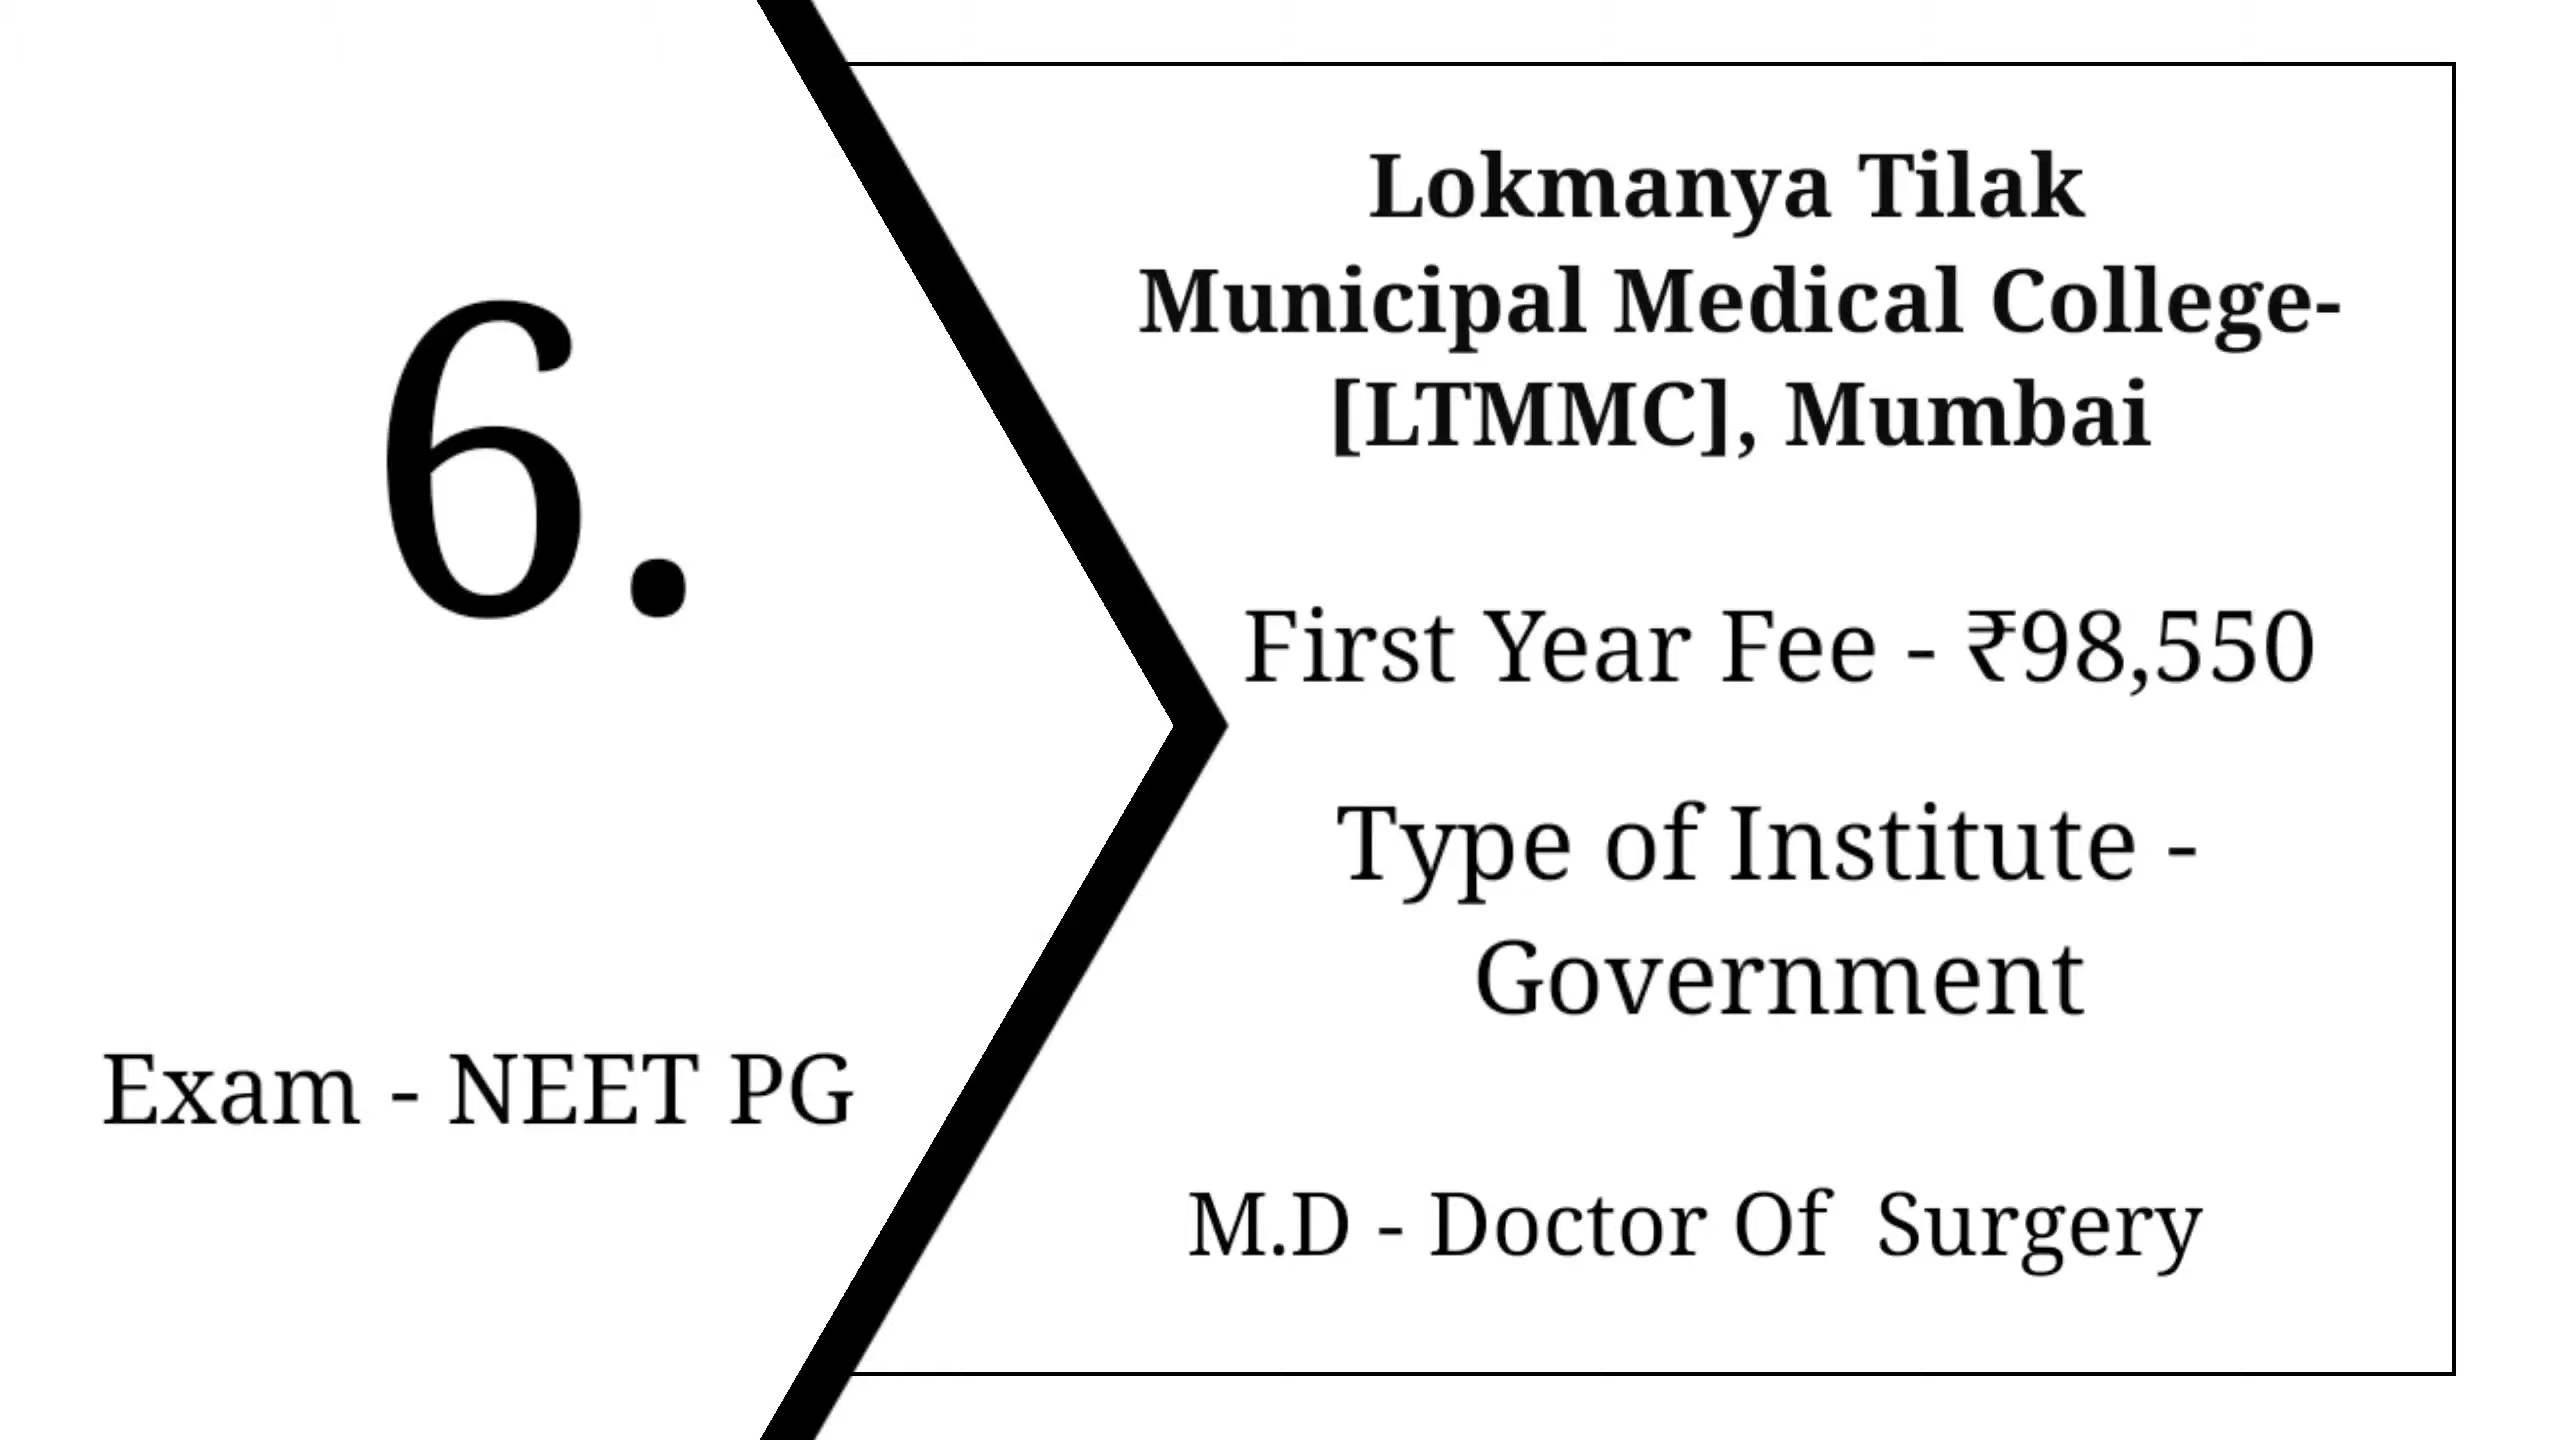 6.
Exam - NEET PG
Lokmanya Tilak
Municipal Medical College-
[LTMMC], Mumbai
First Year Fee - ₹98,550
Type of Institute -
Government
M.D - Doctor Of  Surgery